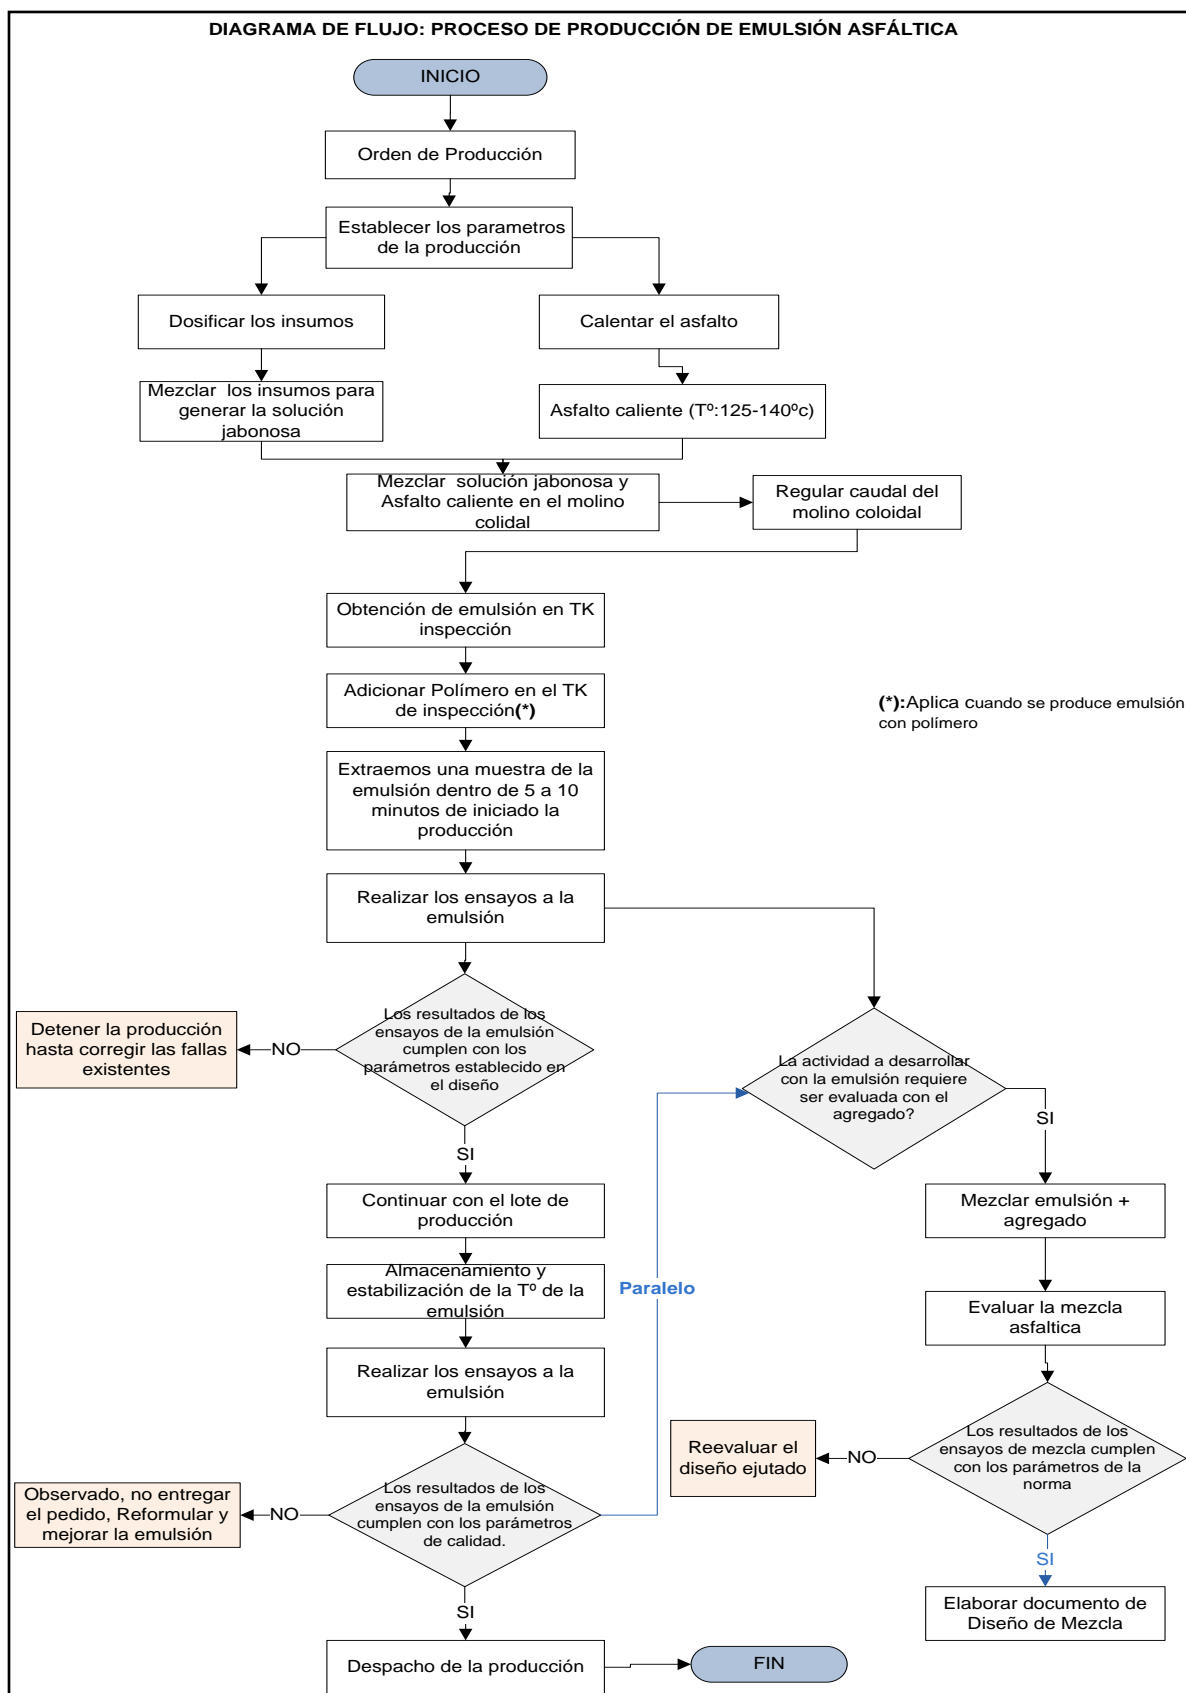 DIAGRAMA DE FLUJO: PROCESO DE PRODUCCIÓN DE EMULSIÓN ASFÁLTICA
INICIO
Orden de Producción
Establecer los parametros
de la producción
Dosificar los insumos
Calentar el asfalto
Mezclar los insumos para
generar la solución
jabonosa
Asfalto caliente (Tº:125-140ºc)
Mezclar solución jabonosa y
Asfalto caliente en el molino
colidal
Regular caudal del
molino coloidal
Obtención de emulsión en TK
inspección
Adicionar Polímero en el TK
de inspección(*)
(*):Aplica cuando se produce emulsión
con polímero
Extraemos una muestra de la
emulsión dentro de 5 a 10
minutos de iniciado la
producción
Realizar los ensayos a la
emulsión
Los resultados de los
ensayos de la emulsión
cumplen con los
parámetros establecido en
el diseño
NO
Detener la producción
hasta corregir las fallas
existentes
La actividad a desarrollar
con la emulsión requiere
ser evaluada con el
agregado?
SI
SI
Continuar con el lote de
producción
Mezclar emulsión +
agregado
Almacenamiento y
estabilización de la Tº de la
emulsión
Paralelo
Evaluar la mezcla
asfaltica
Realizar los ensayos a la
emulsión
Los resultados de los
ensayos de mezcla cumplen
con los parámetros de la
norma
NO
Reevaluar el
diseño ejutado
Los resultados de los
ensayos de la emulsión
cumplen con los parámetros
de calidad.
NO
Observado, no entregar
el pedido, Reformular y
mejorar la emulsión
SI
SI
Elaborar documento de
Diseño de Mezcla
Despacho de la producción
FIN